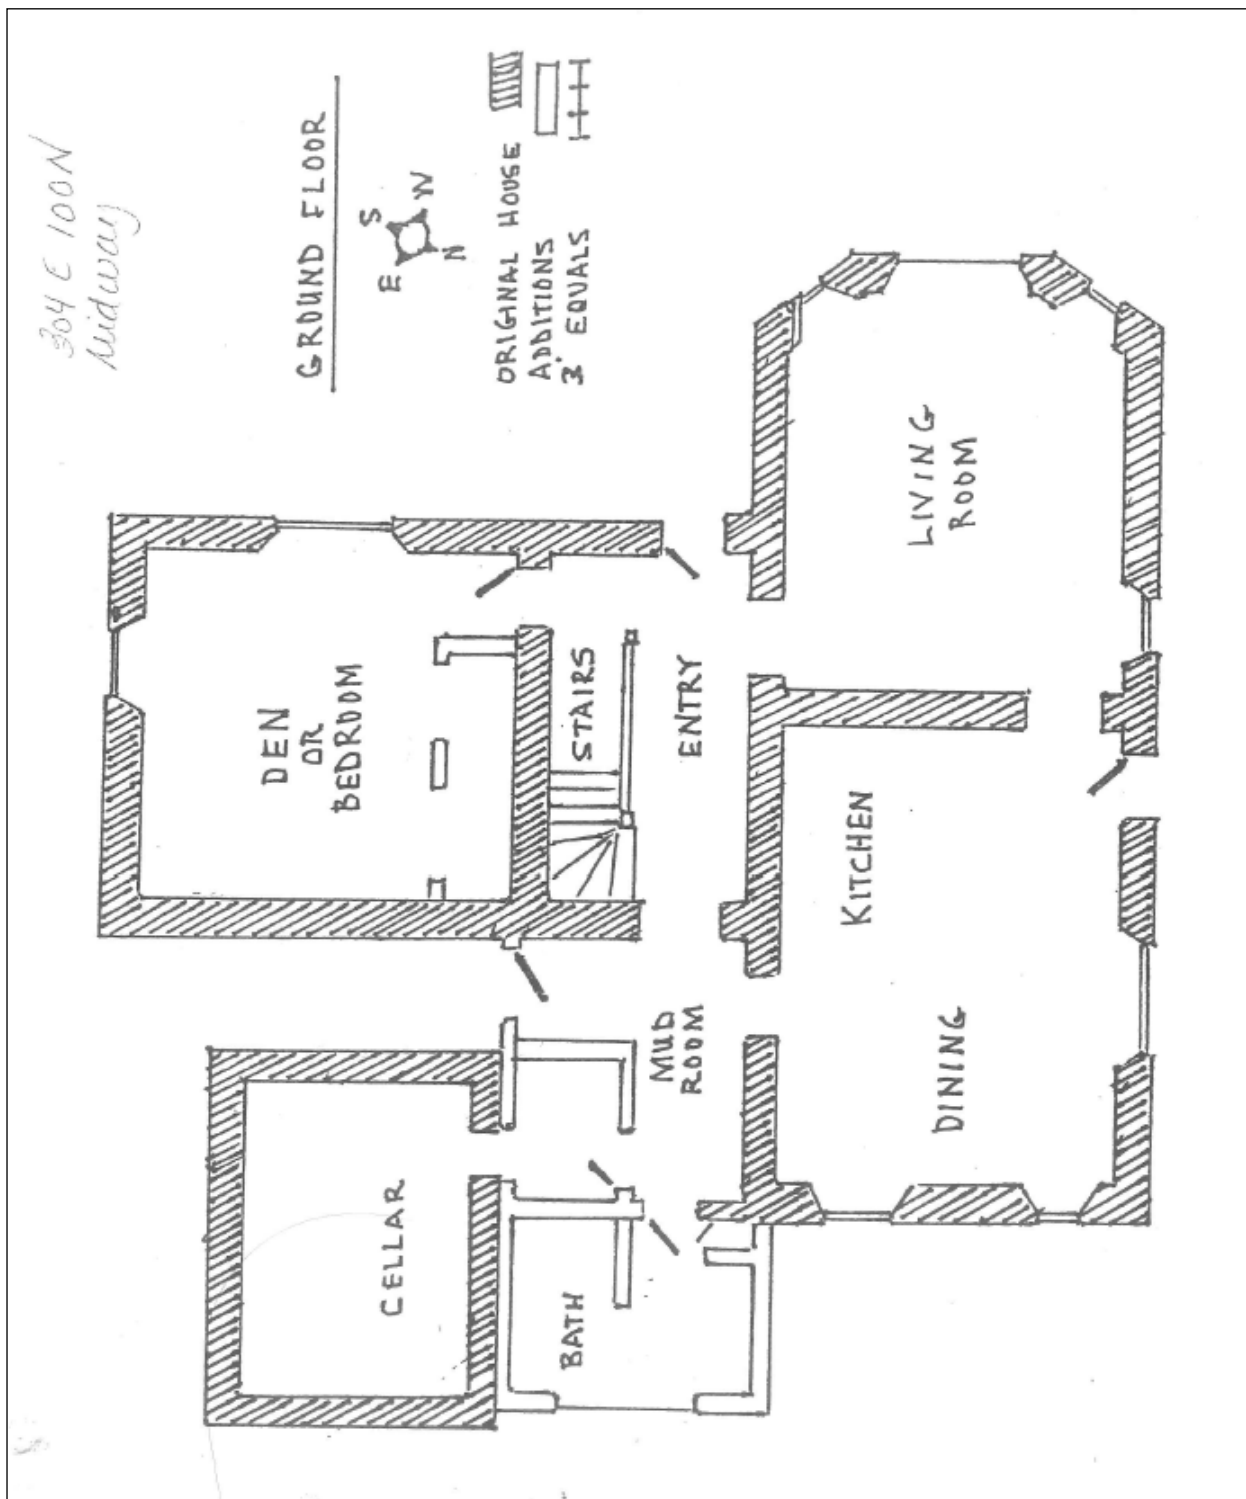 304 E 100N
Midway
GROUND FLOOR
S
W
E
N
ORIGINAL HOUSE
ADDITIONS
3' EQUALS
DEN
OR
BEDROOM
STAIRS
ENTRY
LIVING
ROOM
CELLAR
BATH
MUD
ROOM
KITCHEN
DINING